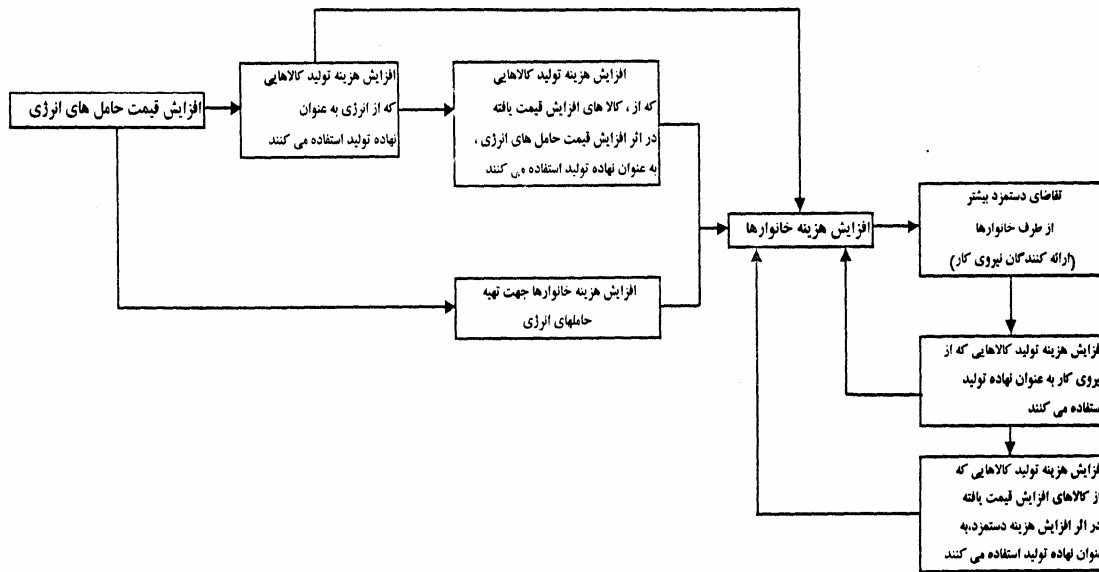 افزایش قیمت حامل های انرژی
افزایش هزینه تولید کالاهایی
که از انرژی به عنوان
نهاده تولید استفاده می کنند
افزایش هزینه تولید کالاهایی
که از ، کالا های افزایش قیمت یافته
در اثر افزایش قیمت حامل های انرژی ،
به عنوان نهاده تولید استفاده می کنند
افزایش هزینه خانوارها جهت تهیه
حاملهای انرژی
افزایش هزینه خانوارها
تقاضای دستمزد بیشتر
از طرف خانوارها
(ارائه کنندگان نیروی کار)
فزایش هزینه تولید کالاهایی که از
یروی کار به عنوان نهاده تولید
ستفاده می کنند
فزایش هزینه تولید کالاهایی که
از کالاهای افزایش قیمت یافته
در اثر افزایش هزینه دستمزد،به
عنوان نهاده تولید استفاده می کنند